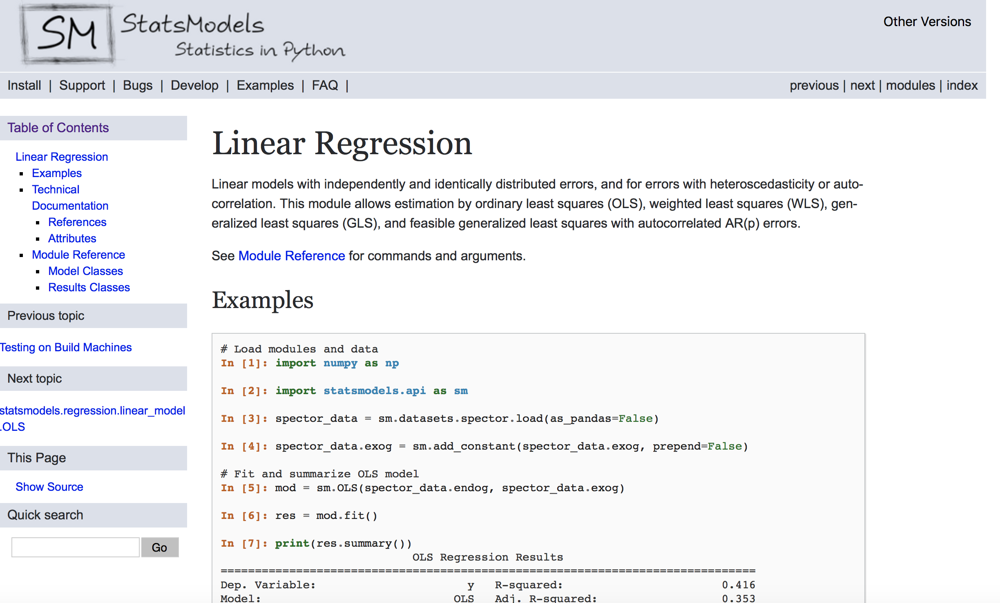 SM StatsModels
Statistics in Python
Other Versions
Install | Support | Bugs | Develop | Examples | FAQ |
previous | next | modules | index
Table of Contents
Linear Regression
Examples
Technical
Documentation
References
Attributes
Module Reference
Model Classes
Results Classes
Previous topic
Testing on Build Machines
Next topic
statsmodels.regression.linear_model
.OLS
This Page
Show Source
Quick search
Go
Linear Regression
Linear models with independently and identically distributed errors, and for errors with heteroscedasticity or auto-
correlation. This module allows estimation by ordinary least squares (OLS), weighted least squares (WLS), gen-
eralized least squares (GLS), and feasible generalized least squares with autocorrelated AR(p) errors.
See Module Reference for commands and arguments.
Examples
# Load modules and data
In [1]: import numpy as np
In [2]: import statsmodels.api as sm
In [3]: spector_data = sm.datasets.spector.load(as_pandas=False)
In [4]: spector_data.exog = sm.add_constant(spector_data.exog, prepend=False)
# Fit and summarize OLS model
In [5]: mod = sm.OLS(spector_data.endog, spector_data.exog)
In [6]: res = mod.fit()
In [7]: print(res.summary())
OLS Regression Results
==============================================================================
Dep. Variable: y R-squared: 0.416
Model: OLS Adj. R-squared: 0.353